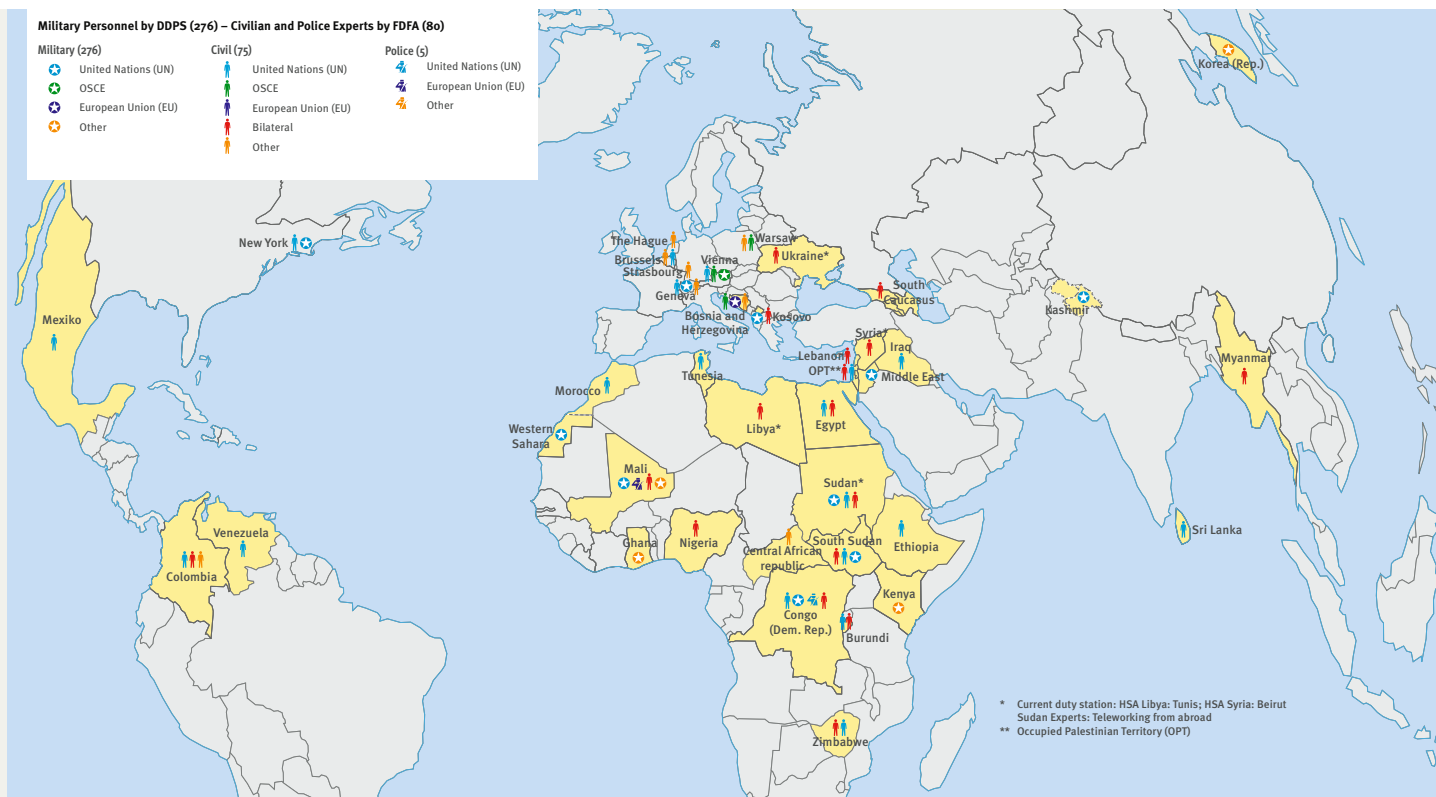 Military Personnel by DDPS (276) – Civilian and Police Experts by FDFA (80)
Military (276)
United Nations (UN)
OSCE
European Union (EU)
Other
Civil (75)
United Nations (UN)
OSCE
European Union (EU)
Bilateral
Other
Police (5)
United Nations (UN)
European Union (EU)
Other
Korea (Rep.)
New York
The Hague
Warsaw
Brussels
Vienna
Ukraine*
Strasbourg
Geneva
South
Caucasus
Kashmir
Bosnia and
Herzegovina
Kosovo
Mexiko
Syria*
Iraq
Lebanon
OPT**
Middle East
Myanmar
Tunesia
Morocco
Western
Sahara
Libya*
Egypt
Mali
Sudan*
Venezuela
Colombia
Ghana
Nigeria
Central African
republic
South Sudan
Ethiopia
Sri Lanka
Kenya
Congo
(Dem. Rep.)
Burundi
Zimbabwe
* Current duty station: HSA Libya: Tunis; HSA Syria: Beirut
Sudan Experts: Teleworking from abroad
** Occupied Palestinian Territory (OPT)